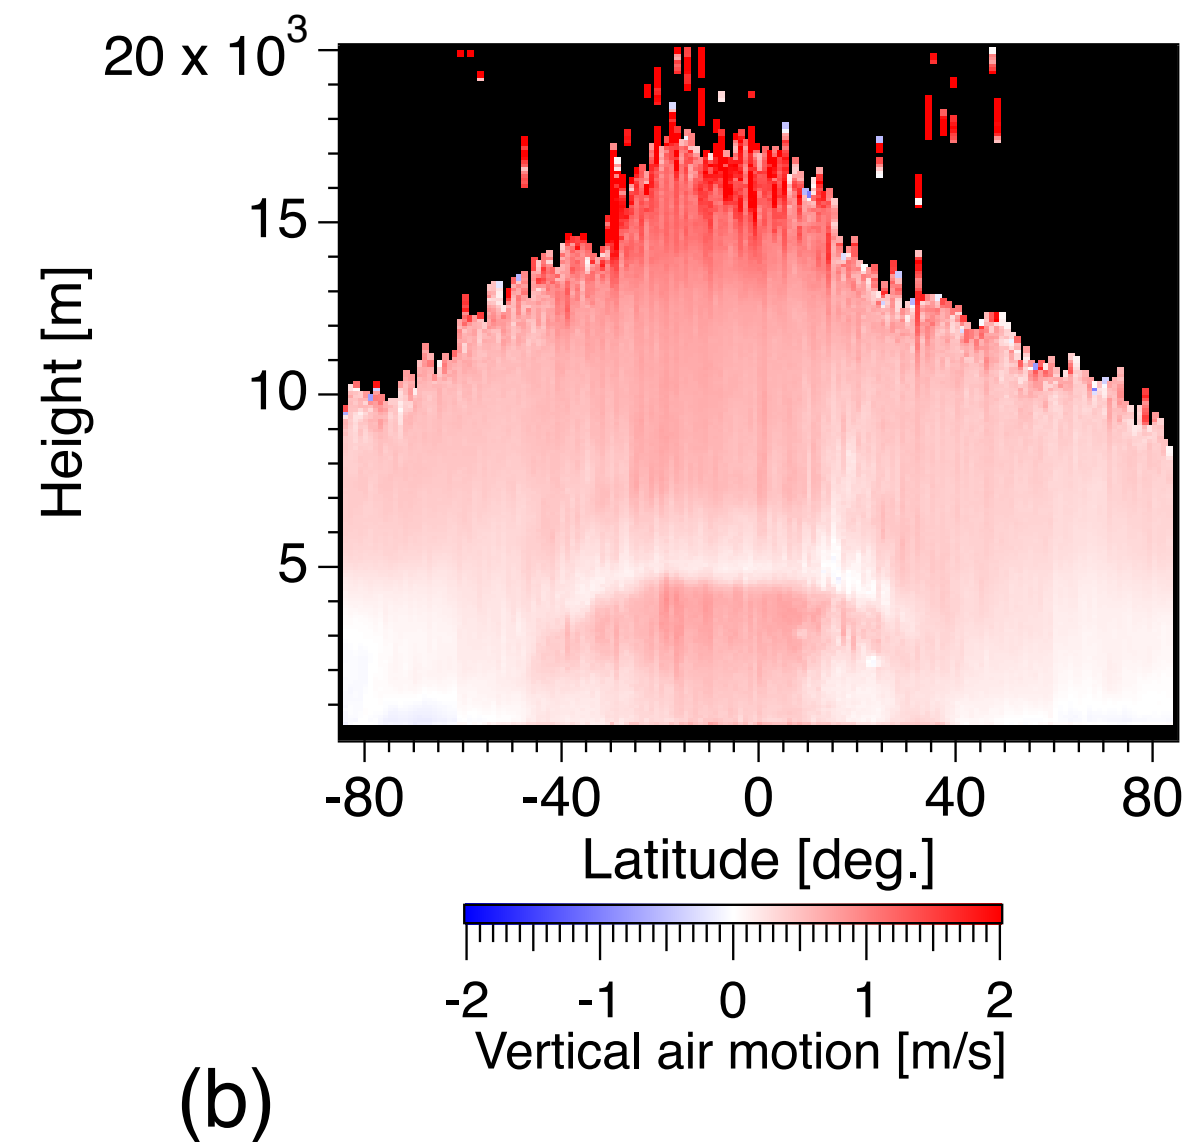 20 x 10³
15
10
5
Height [m]
-80 -40 0 40 80
Latitude [deg.]
-2 -1 0 1 2
Vertical air motion [m/s]
(b)